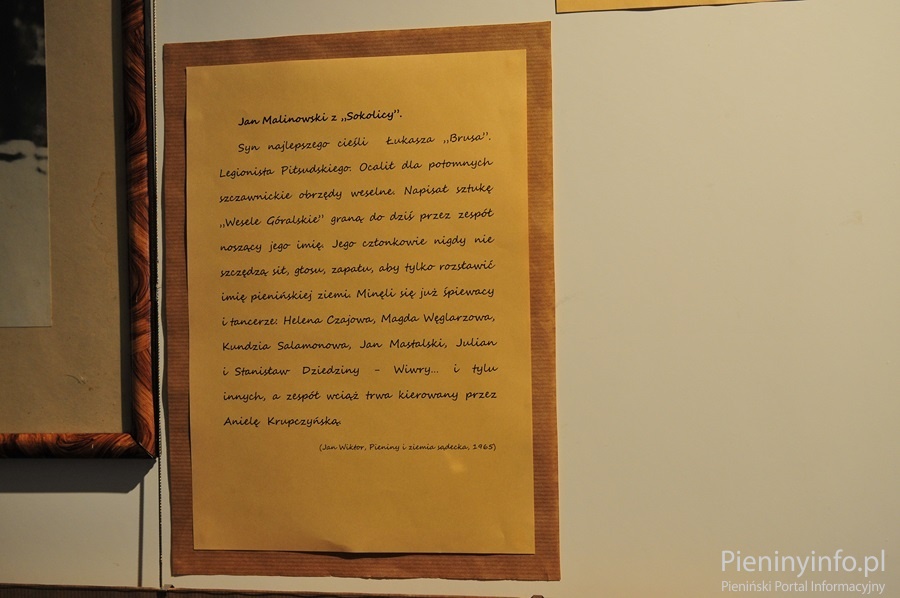 Jan Malinowski z „Sokolicy”.
Syn najlepszego cieśli Łukasza „Brusa”.
Legionista Piłsudskiego. Ocalił dla potomnych
szczawnickie obrzędy weselne. Napisał sztukę
„Wesele Góralskie” graną do dziś przez zespół
noszący jego imię. Jego członkowie nigdy nie
szczędzą sił, głosu, zapału, aby tylko rozsławić
imię pienińskiej ziemi. Minęli się już śpiewacy
i tancerze: Helena Czajowa, Magda Węglarzowa,
Kundzia Salamonowa, Jan Mastalski, Julian
i Stanisław Dziedziny - Wiwry... i tylu
innych, a zespół wciąż trwa kierowany przez
Anielę Krupczyńską.
(Jan Wiktor, Pieniny i ziemia sądecka, 1965)
Pieninyinfo.pl
Pieniński Portal Informacyjny